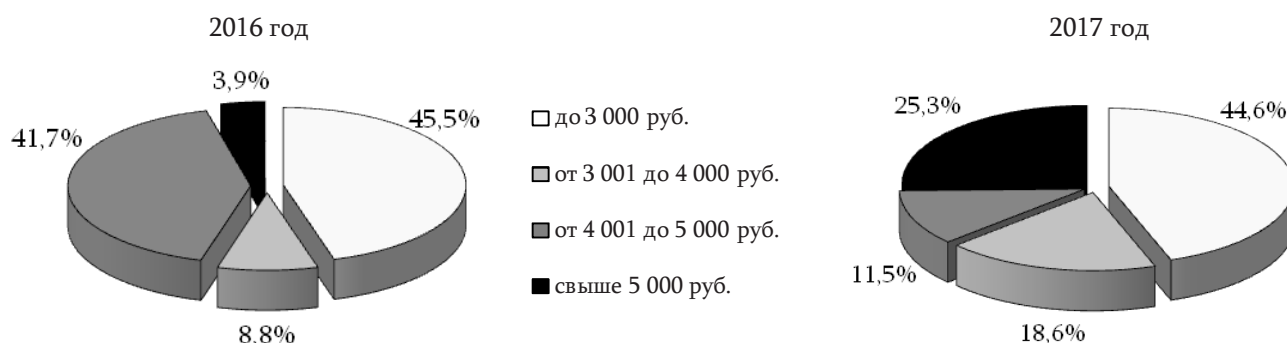 2016 год
3,9%
41,7%
45,5%
8,8%
до 3 000 руб.
от 3 001 до 4 000 руб.
от 4 001 до 5 000 руб.
свыше 5 000 руб.
2017 год
25,3%
44,6%
11,5%
18,6%